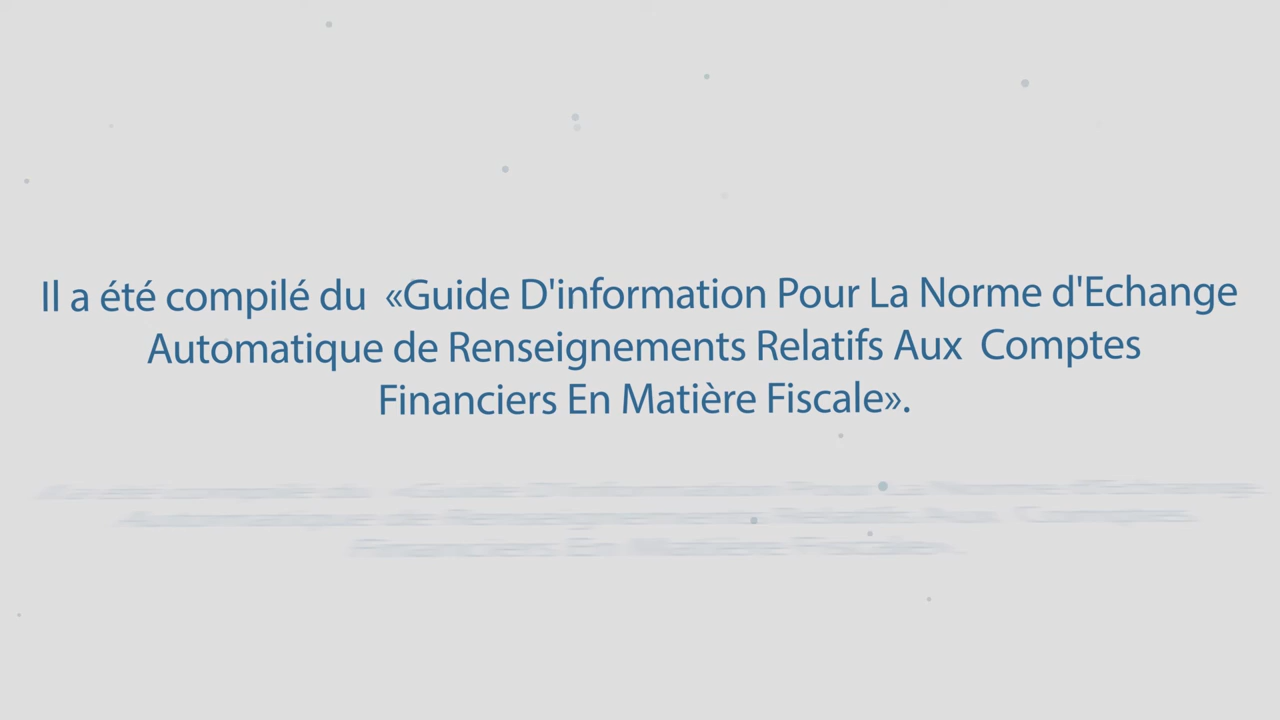 Il a été compilé du  «Guide D'information Pour La Norme d'Echange
Automatique de Renseignements Relatifs Aux  Comptes
Financiers En Matière Fiscale».